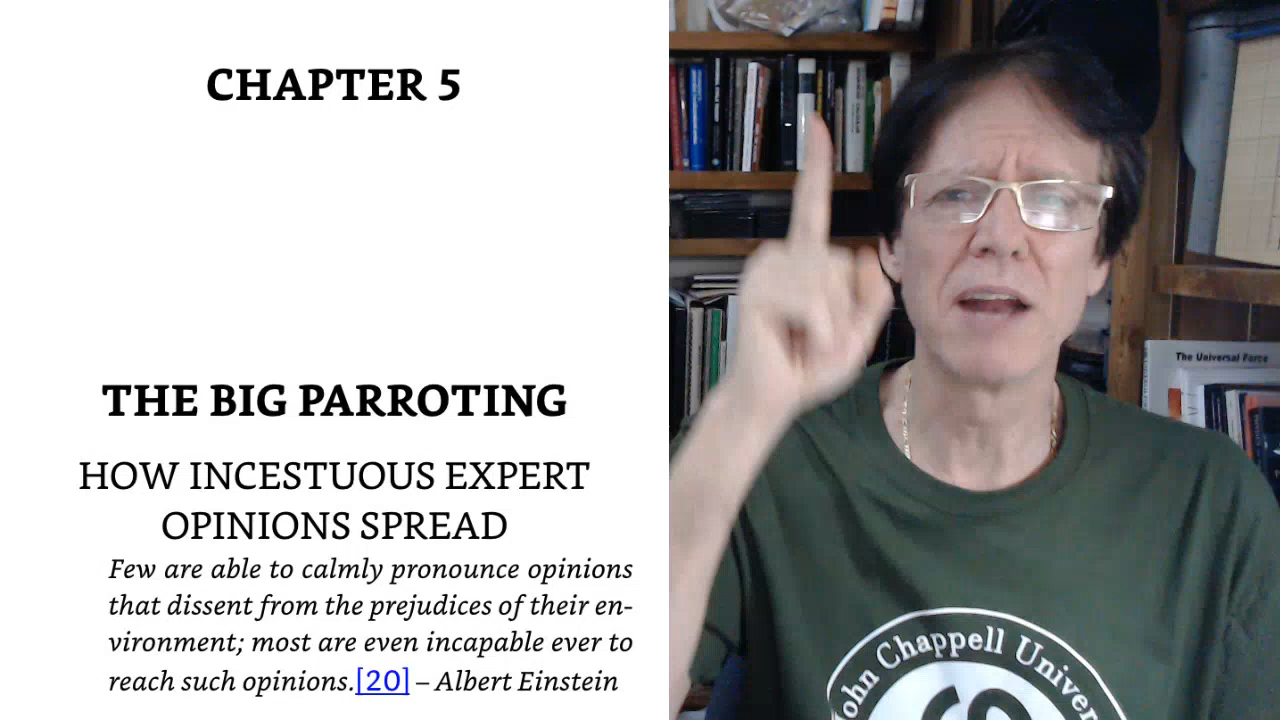 CHAPTER 5
THE BIG PARROTING
HOW INCESTUOUS EXPERT
OPINIONS SPREAD
Few are able to calmly pronounce opinions
that dissent from the prejudices of their en-
vironment; most are even incapable ever to
reach such opinions.[20] – Albert Einstein
The Universal Force
ohn Chappell Univer